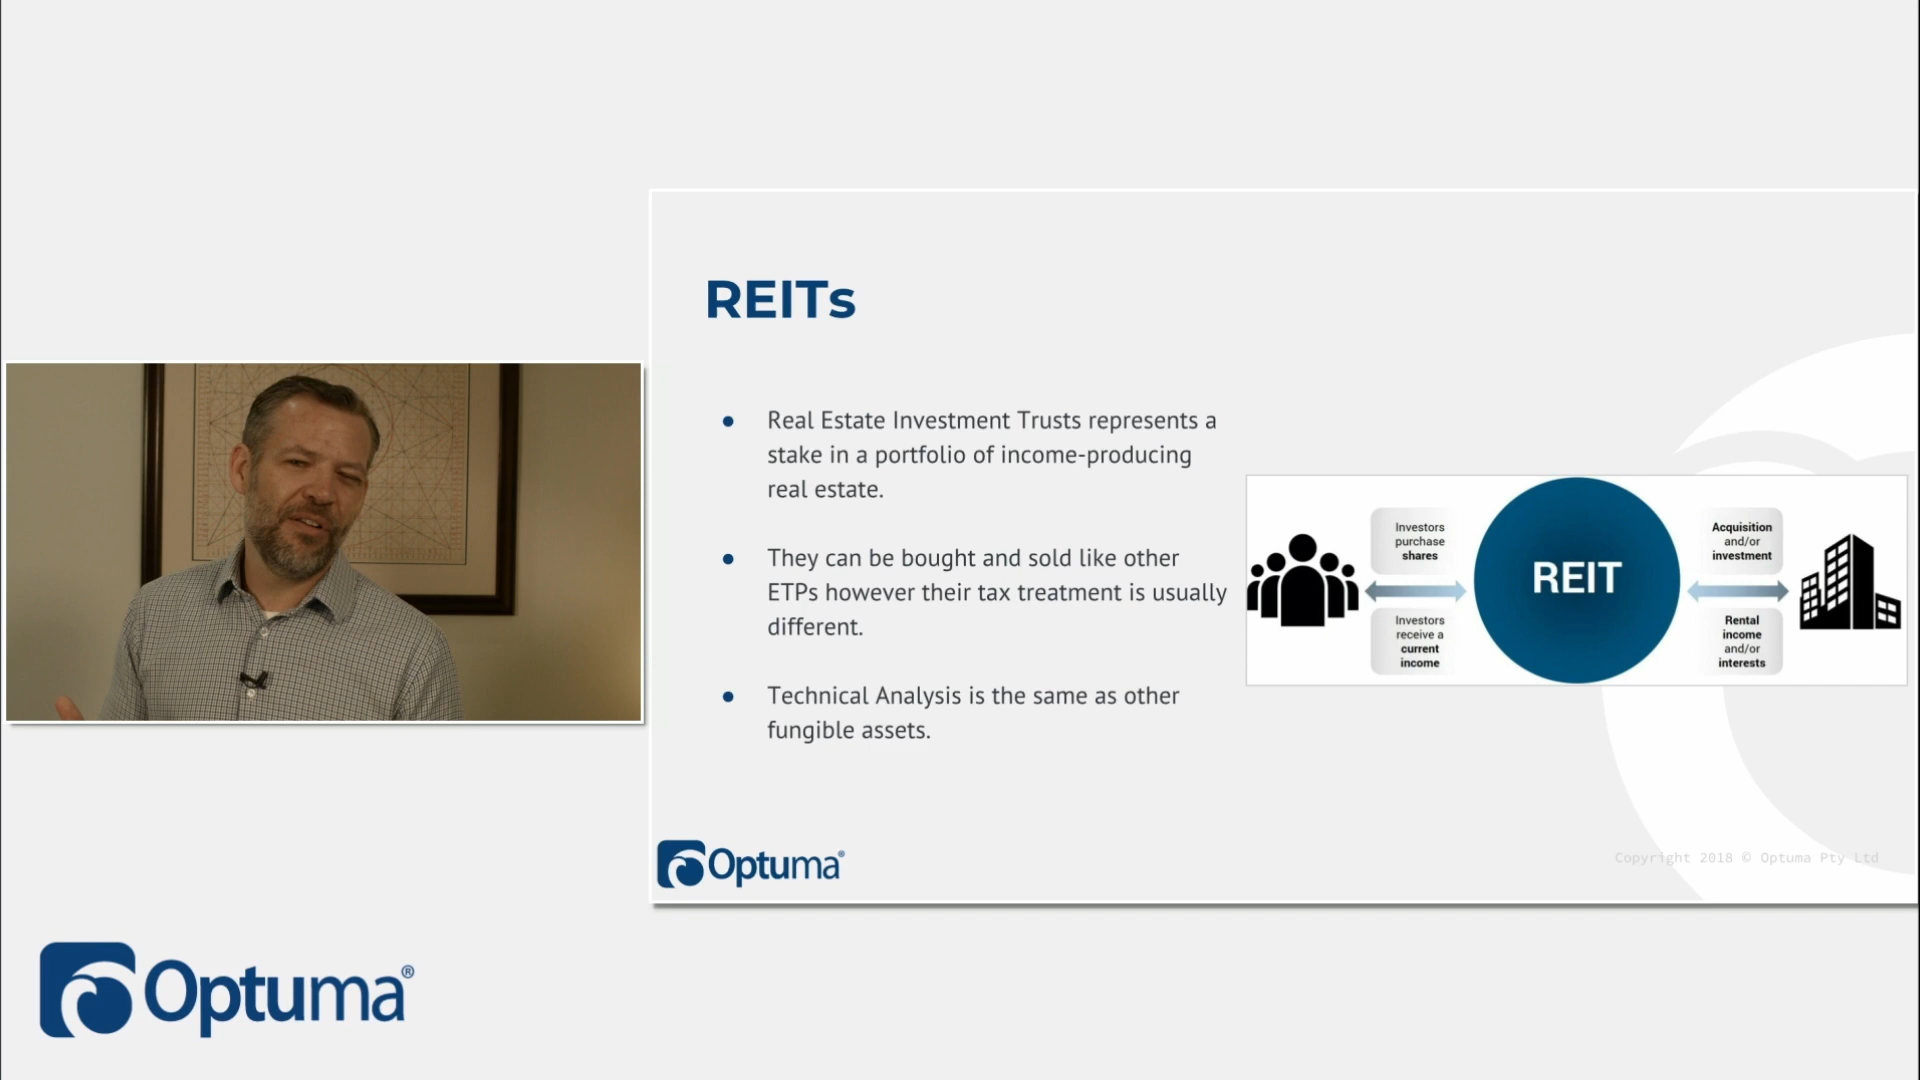 REITs
● Real Estate Investment Trusts represents a
stake in a portfolio of income-producing
real estate.
● They can be bought and sold like other
ETPs however their tax treatment is usually
different.
● Technical Analysis is the same as other
fungible assets.
Investors
purchase
shares
Investors
receive a
current
income
REIT
Acquisition
and/or
investment
Rental
income
and/or
interests
Optuma®
Copyright 2018 © Optuma Pty Ltd
Optuma®